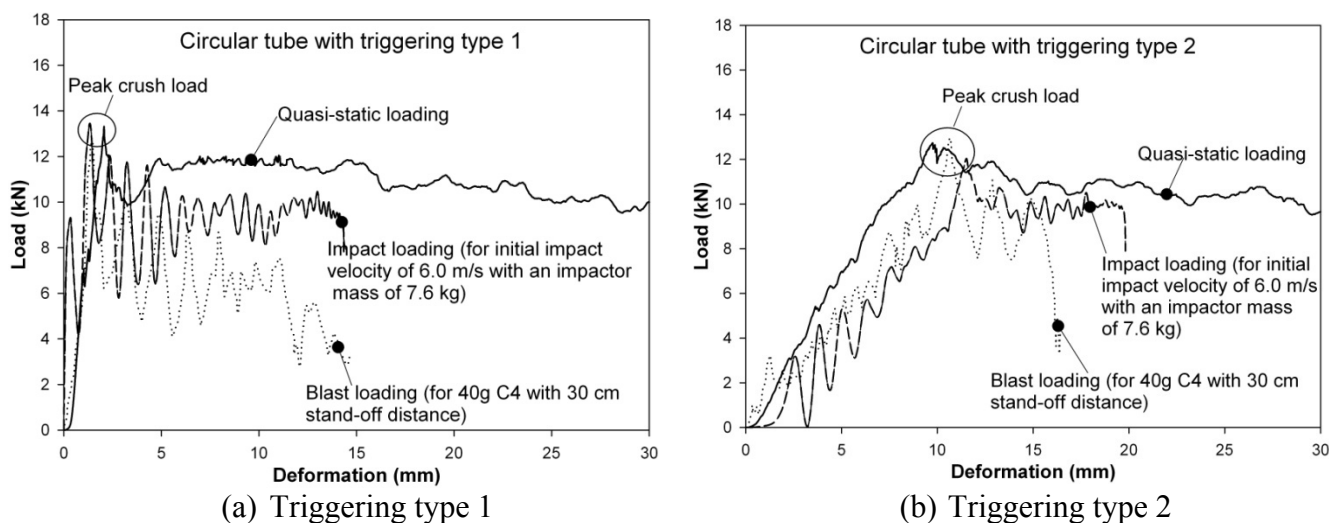 Circular tube with triggering type 1
Peak crush load
Quasi-static loading
Impact loading (for initial impact
velocity of 6.0 m/s with an impactor
mass of 7.6 kg)
Blast loading (for 40g C4 with 30 cm
stand-off distance)
Load (kN)
18
16
14
12
10
8
6
4
2
0
0 5 10 15 20 25 30
Deformation (mm)
(a) Triggering type 1
Circular tube with triggering type 2
Peak crush load
Quasi-static loading
Impact loading (for initial
impact velocity of 6.0 m/s
with an impactor mass
of 7.6 kg)
Blast loading (for 40g C4 with 30 cm
stand-off distance)
Load (kN)
18
16
14
12
10
8
6
4
2
0
0 5 10 15 20 25 30
Deformation (mm)
(b) Triggering type 2